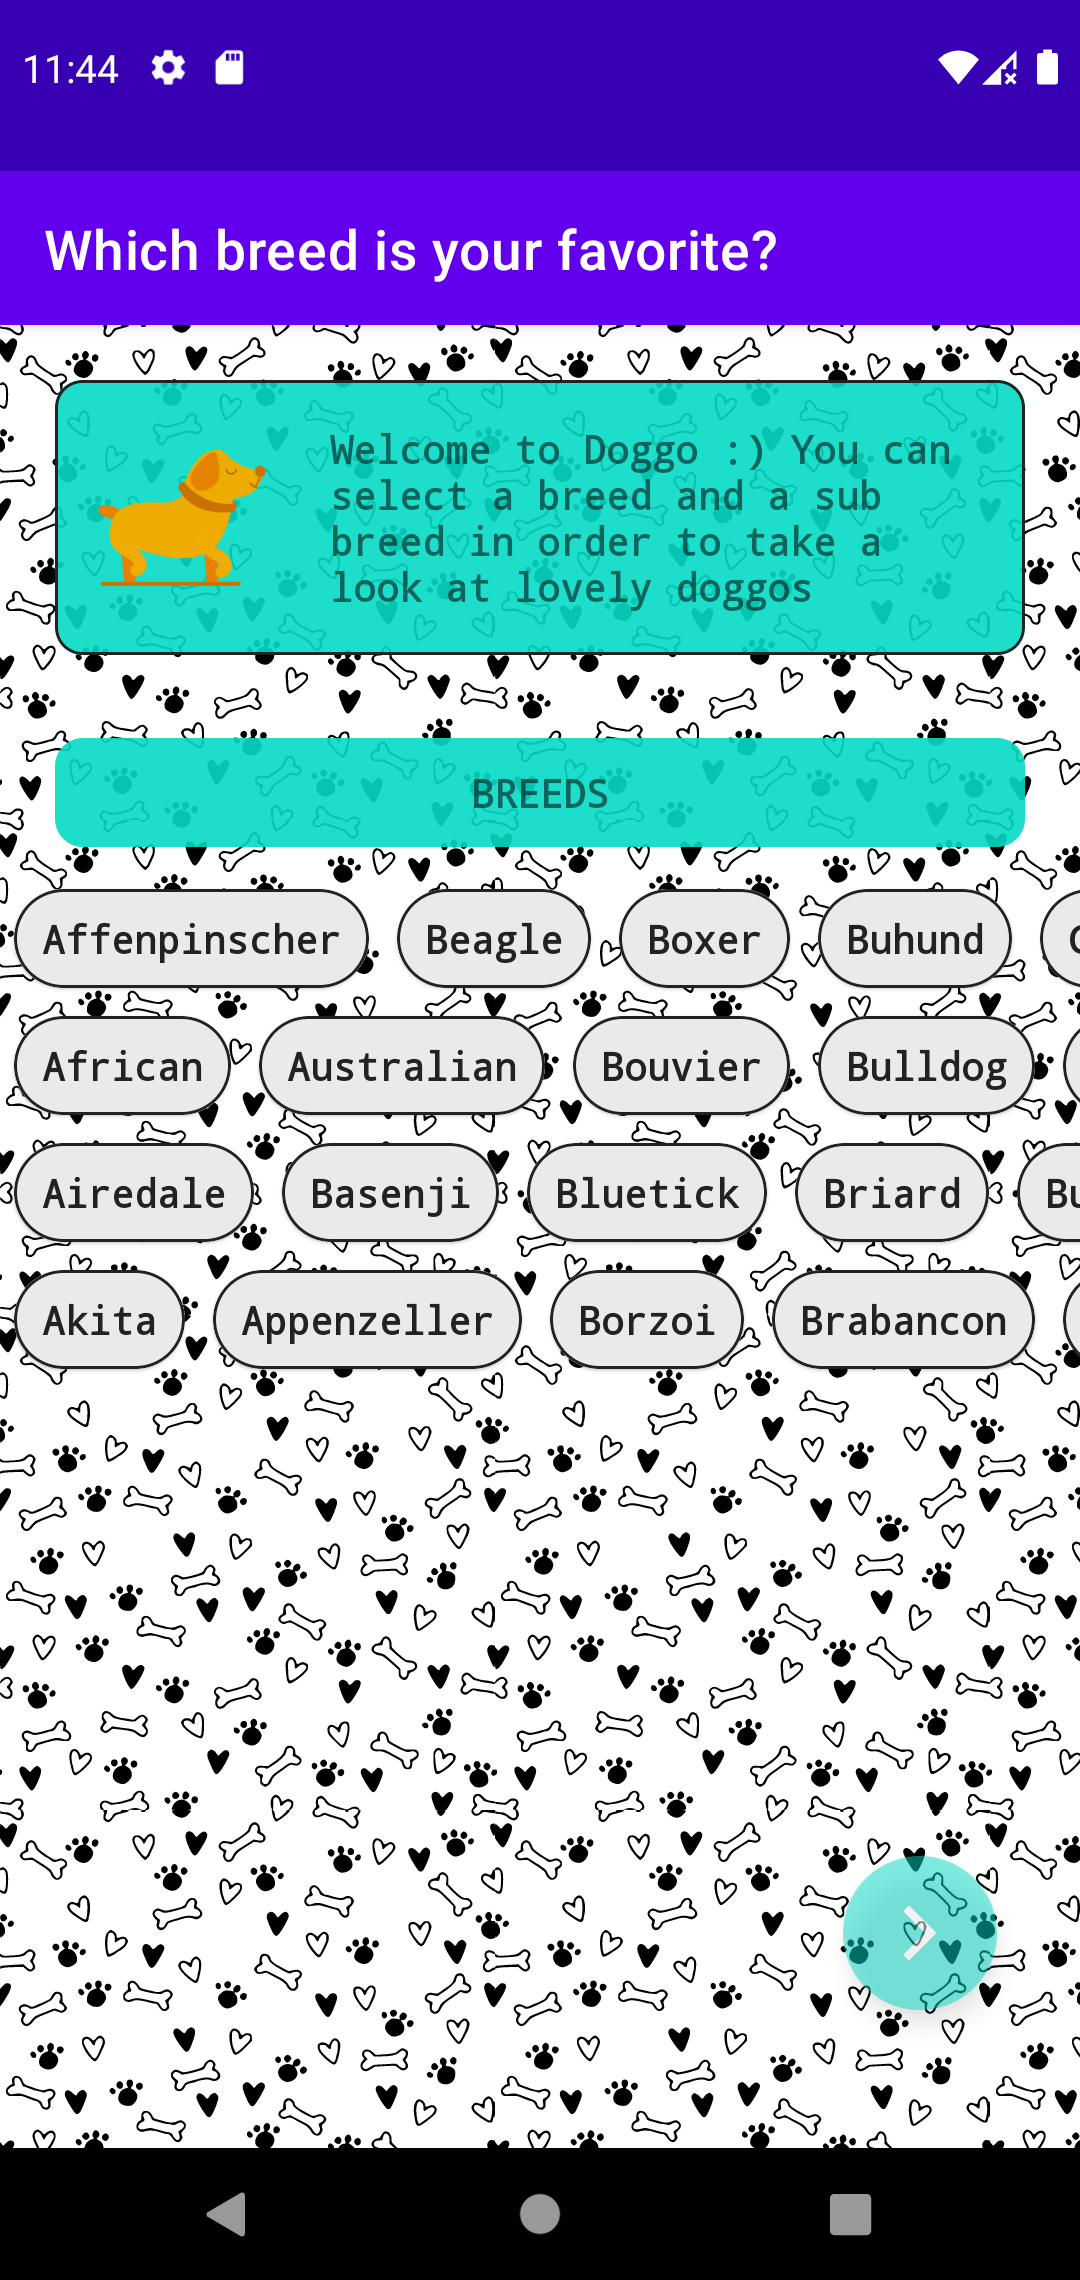 11:44
Which breed is your favorite?
Welcome to Doggo :) You can
select a breed and a sub
breed in order to take a
look at lovely doggos
BREEDS
Affenpinscher Beagle Boxer Buhund
African Australian Bouvier Bulldog
Airedale Basenji Bluetick Briard Bu
Akita Appenzeller Borzoi Brabancon